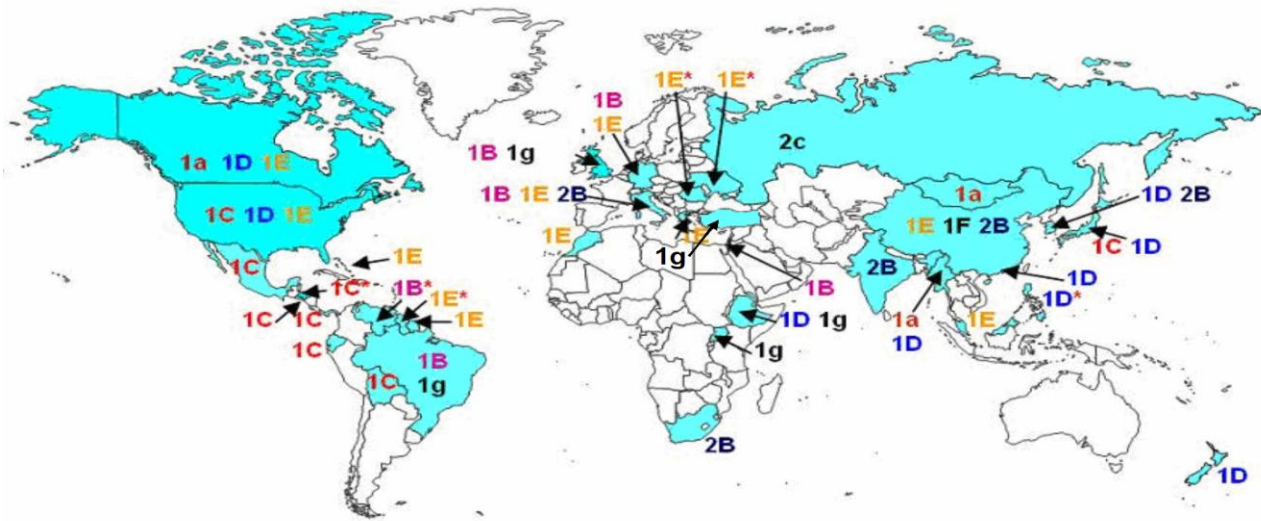 1E* 1E*
1B
1E
1B 1g
2c
1a 1D 1E
1a
1B 1E 2B
1D 2B
1C 1D 1E
1E 1F 2B
1E
1E
1g
1C 1D
1C
1E
2B
1B
1D
1C* 1B* 1E*
1D*
1C 1C
1E
1D 1g
1a
1D
1E
1C
1B
1g
1C 1g
2B
1D